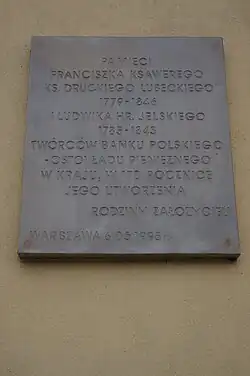 PAMIĘCI
FRANCISZKA KSAWEREGO
KS. DRUCKIEGO LUBECKIEGO
1779-1846
I LUDWIKA HR. JELSKIEGO
1785-1843
TWÓRCÓW BANKU POLSKIEGO
"OSTOI ŁADU PIENIĘŻNEGO"
W KRAJU, W 170 ROCZNICĘ
JEGO UTWORZENIA
RODZINY ZAŁOŻYCIELI
WARSZAWA 6.05.1998 r.